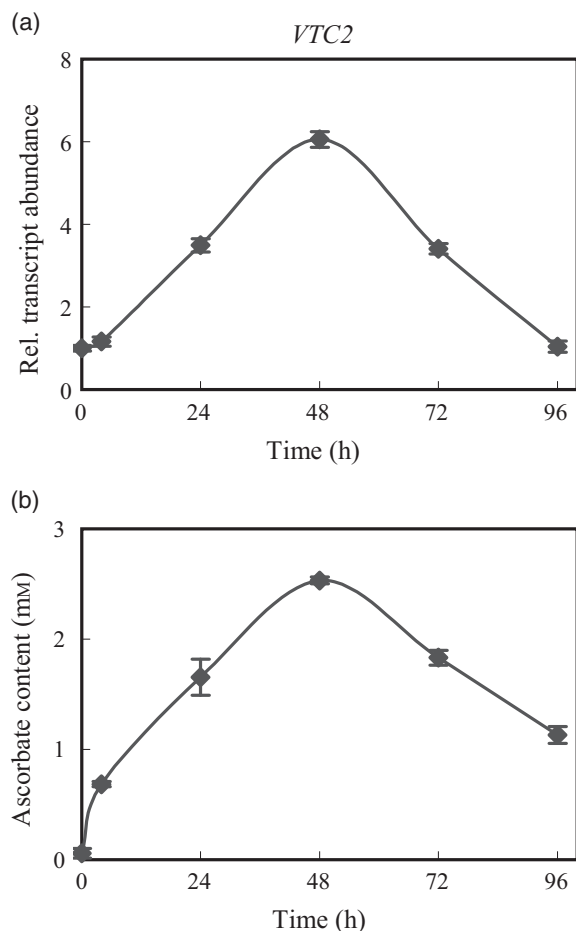 (a)
VTC2
Rel. transcript abundance
8
6
4
2
0
0 24 48 72 96
Time (h)
(b)
Ascorbate content (mM)
3
2
1
0
0 24 48 72 96
Time (h)